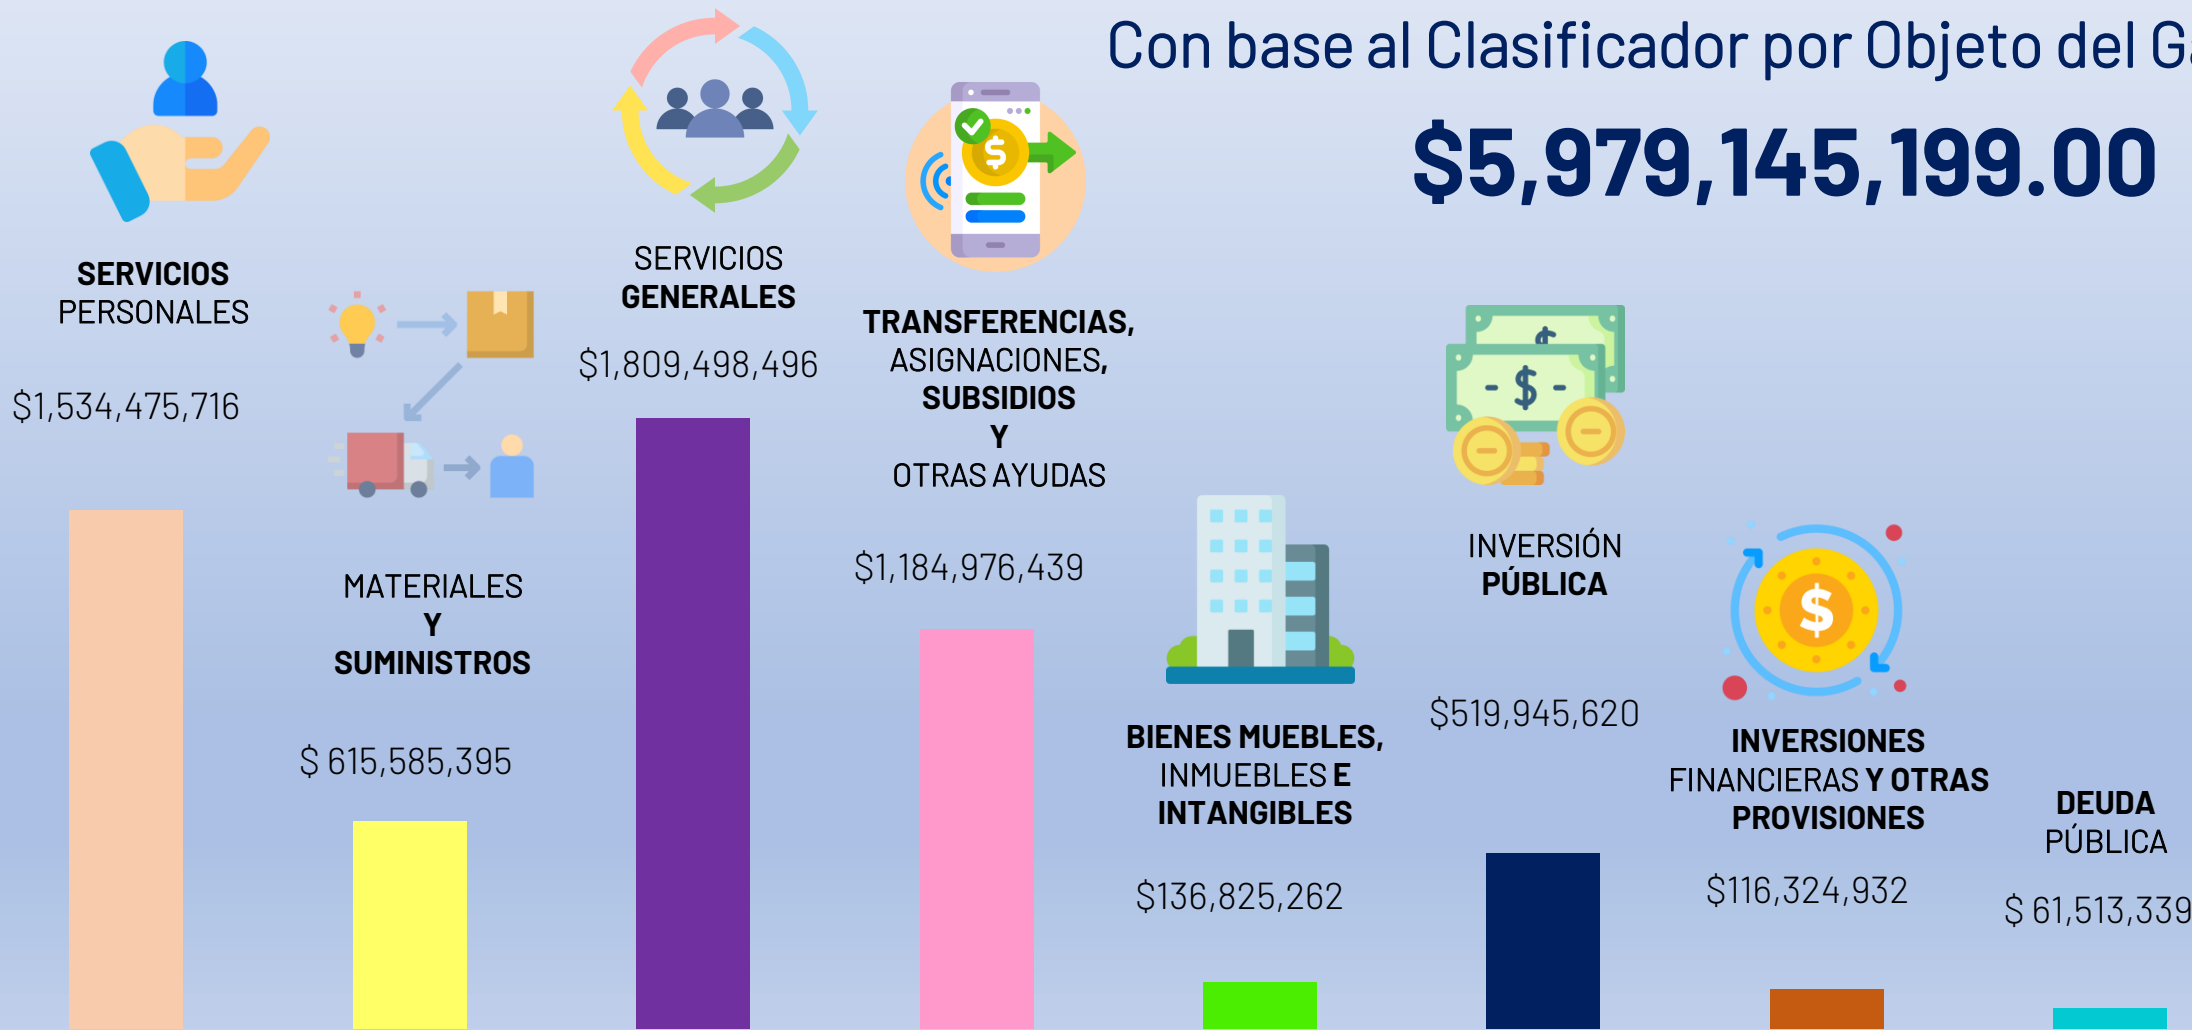 Con base al Clasificador por Objeto del
$5,979,145,199.00
SERVICIOS
PERSONALES
$1,534,475,716
MATERIALES
Y
SUMINISTROS
$ 615,585,395
SERVICIOS
GENERALES
$1,809,498,496
TRANSFERENCIAS,
ASIGNACIONES,
SUBSIDIOS
Y
OTRAS AYUDAS
$1,184,976,439
BIENES MUEBLES,
INMUEBLES E
INTANGIBLES
$136,825,262
INVERSIÓN
PÚBLICA
$519,945,620
INVERSIONES
FINANCIERAS Y OTRAS
PROVISIONES
$116,324,932
DEUDA
PÚBLICA
$ 61,513,339